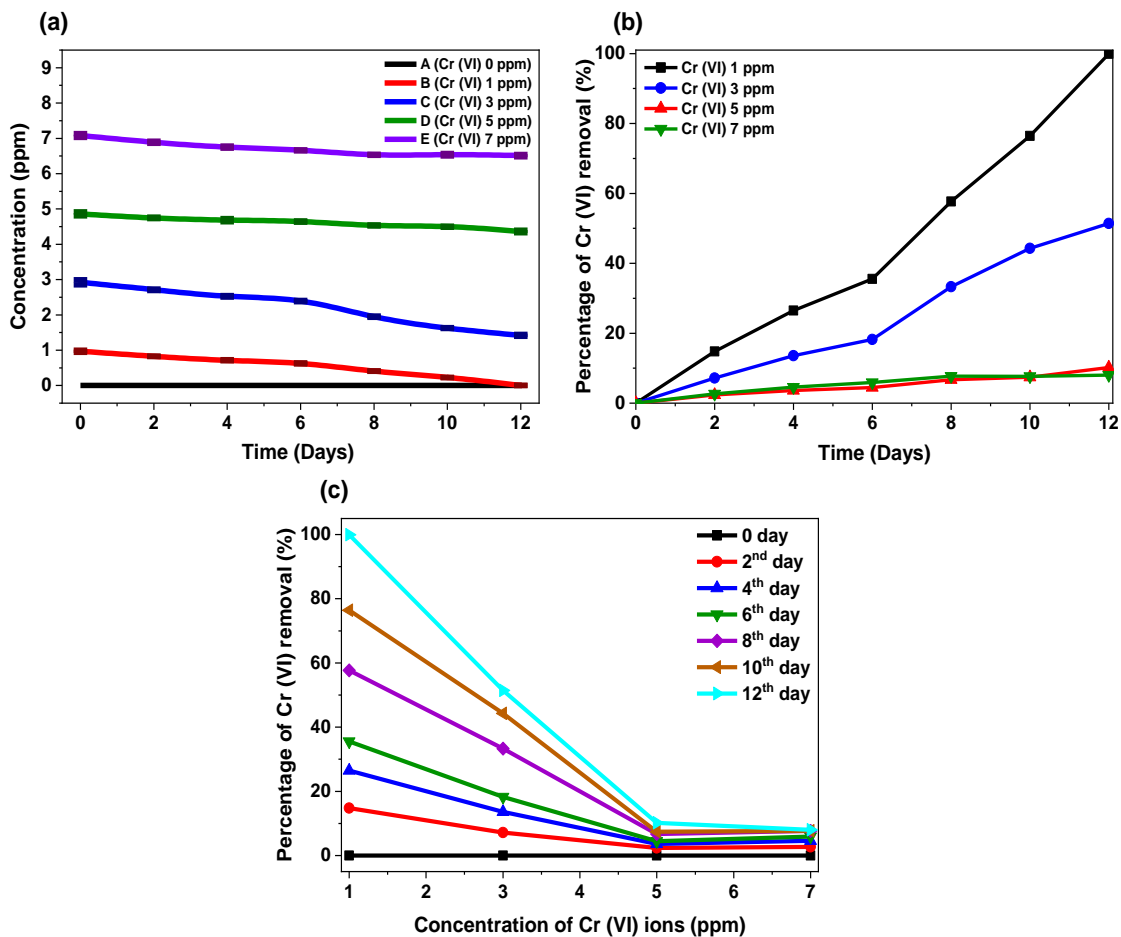 (a)
Concentration (ppm)
9
8
7
6
5
4
3
2
1
0
A (Cr (VI) 0 ppm)
B (Cr (VI) 1 ppm)
C (Cr (VI) 3 ppm)
D (Cr (VI) 5 ppm)
E (Cr (VI) 7 ppm)
0 2 4 6 8 10 12
Time (Days)
(b)
Percentage of Cr (VI) removal (%)
100
80
60
40
20
0
Cr (VI) 1 ppm
Cr (VI) 3 ppm
Cr (VI) 5 ppm
Cr (VI) 7 ppm
0 2 4 6 8 10 12
Time (Days)
(c)
Percentage of Cr (VI) removal (%)
100
80
60
40
20
0
0 day
2nd day
4th day
6th day
8th day
10th day
12th day
1 2 3 4 5 6 7
Concentration of Cr (VI) ions (ppm)